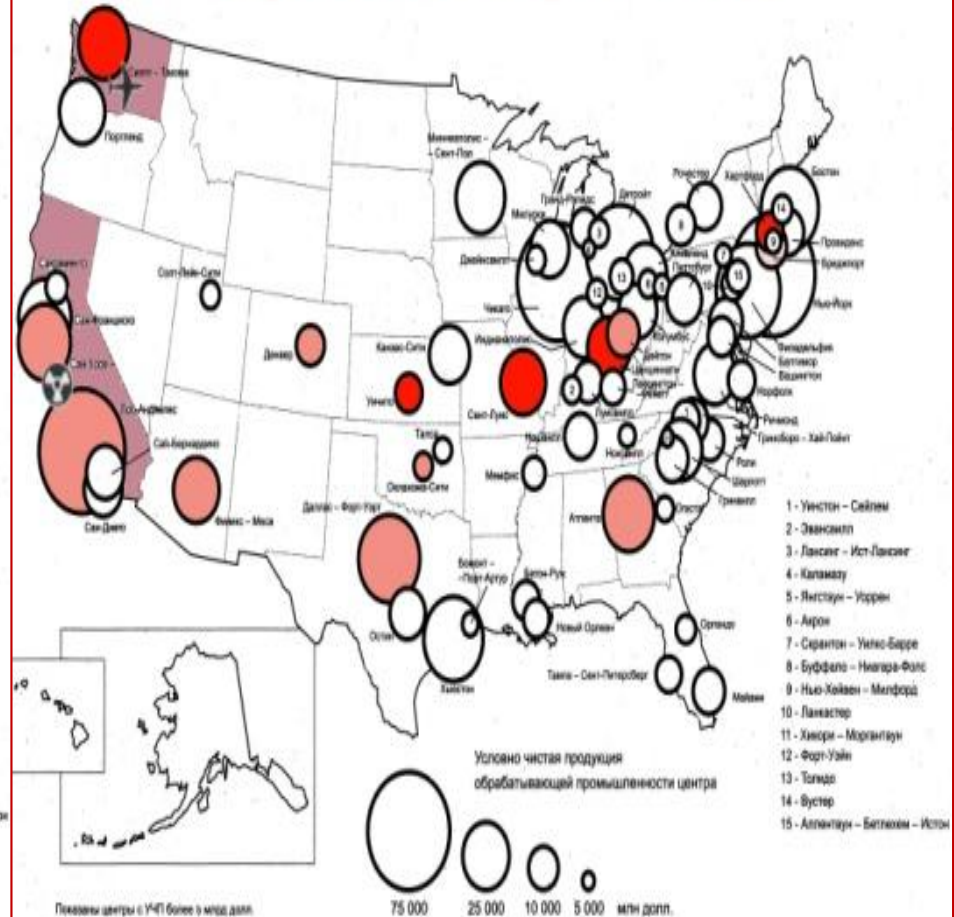 Сиэтл – Такома
Портленд
Миннеаполис –
– Сент-Пол
Гранд-Рапидс
Детройт
Рочестер
Хартфорд
Бостон
Милуоки
Джейнсвилл
Кливленд
Питтсбург
Провиденс
Бриджпорт
Нью-Йорк
Сакраменто
Солт-Лейк-Сити
Сан-Франциско
Сан-Хосе –
Чикаго
Индианаполис
Канзас-Сити
Денвер
Колумбус
Дейтон
Цинциннати
Филадельфия
Балтимор
Вашингтон
Норфолк
Уичито
Сент-Луис
Луисвилл
Ричмонд
Гринсборо – Хай-Пойнт
Лос-Анджелес
Сан-Бернардино
Сан-Диего
Финикс – Меса
Талса
Оклахома-Сити
Мемфис
Ноксвилл
Роли
Шарлотт
Гринвилл
Даллас – Форт-Уорт
Атланта
Огаста
Бомонт –
–Порт-Артур
Батон-Руж
Остин
Хьюстон
Новый Орлеан
Орландо
Тампа – Сент-Питерсберг
Майами
1 - Уинстон – Сейлем
2 - Эвансвилл
3 - Лансинг – Ист-Лансинг
4 - Каламазу
5 - Янгстаун – Уоррен
6 - Акрон
7 - Скрантон – Уилкс-Барре
8 - Буффало – Ниагара-Фолс
9 - Нью-Хейвен – Милфорд
10 - Ланкастер
11 - Хикори – Моргантаун
12 - Форт-Уэйн
13 - Толидо
14 - Вустер
15 - Аллентаун – Бетлехем – Истон
Условно чистая продукция
обрабатывающей промышленности центра
75 000 25 000 10 000 5 000 млн долл.
Показаны центры с УЧП более 5 млрд долл.